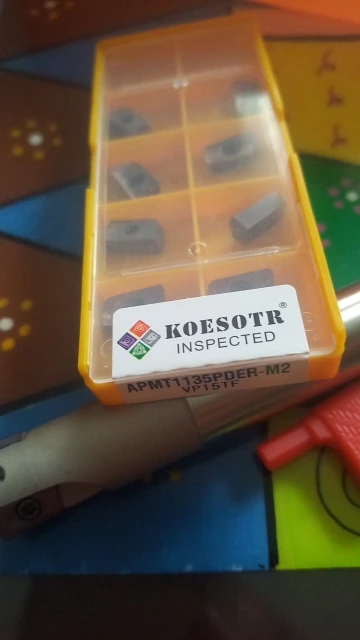 KOESOTR®
INSPECTED
APMT1135PDER-M2
VP15TF